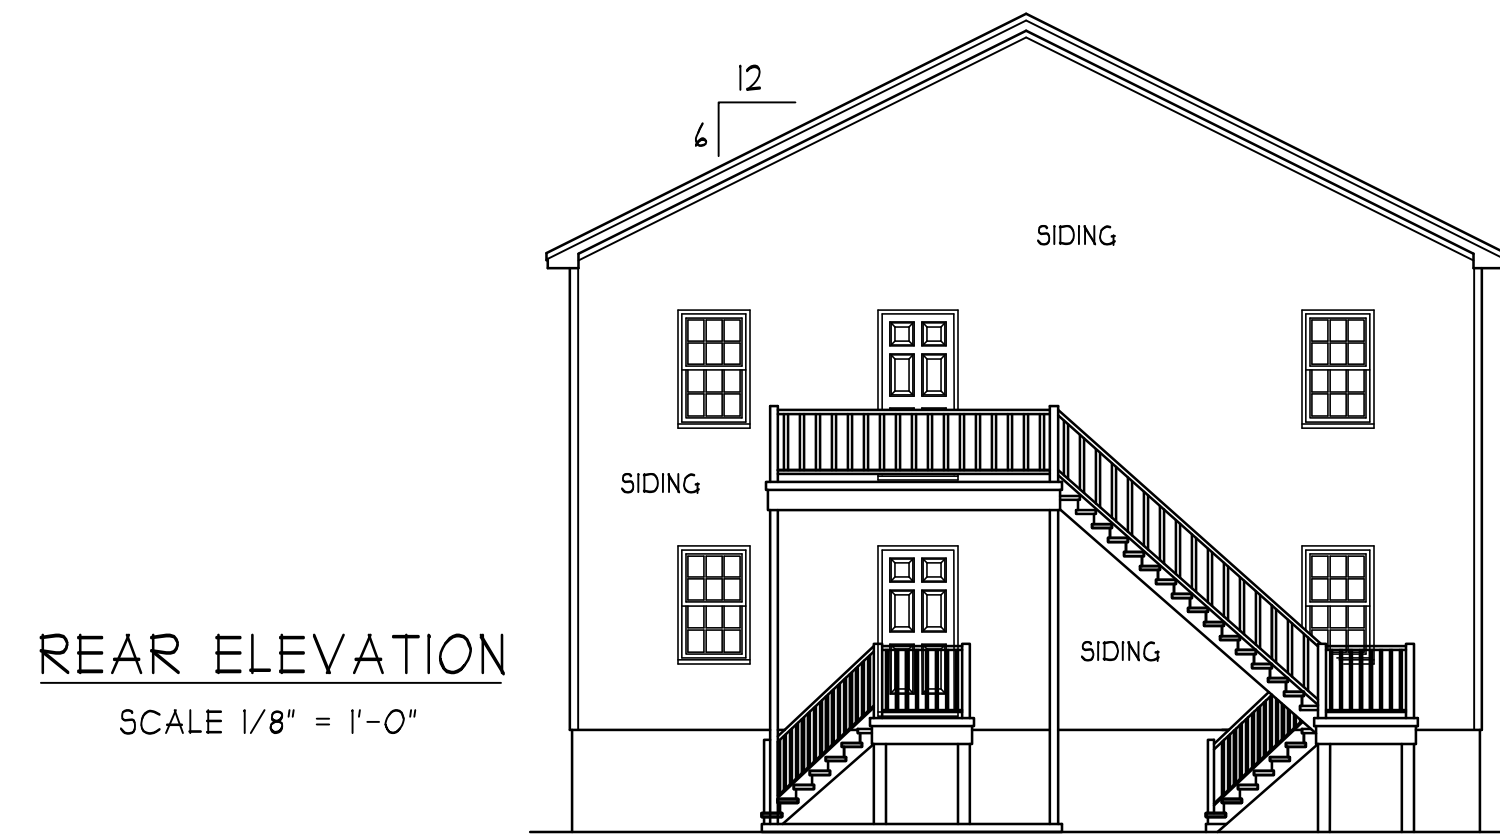 12
6
SIDING
SIDING
SIDING
REAR ELEVATION
SCALE 1/8" = 1'-0"